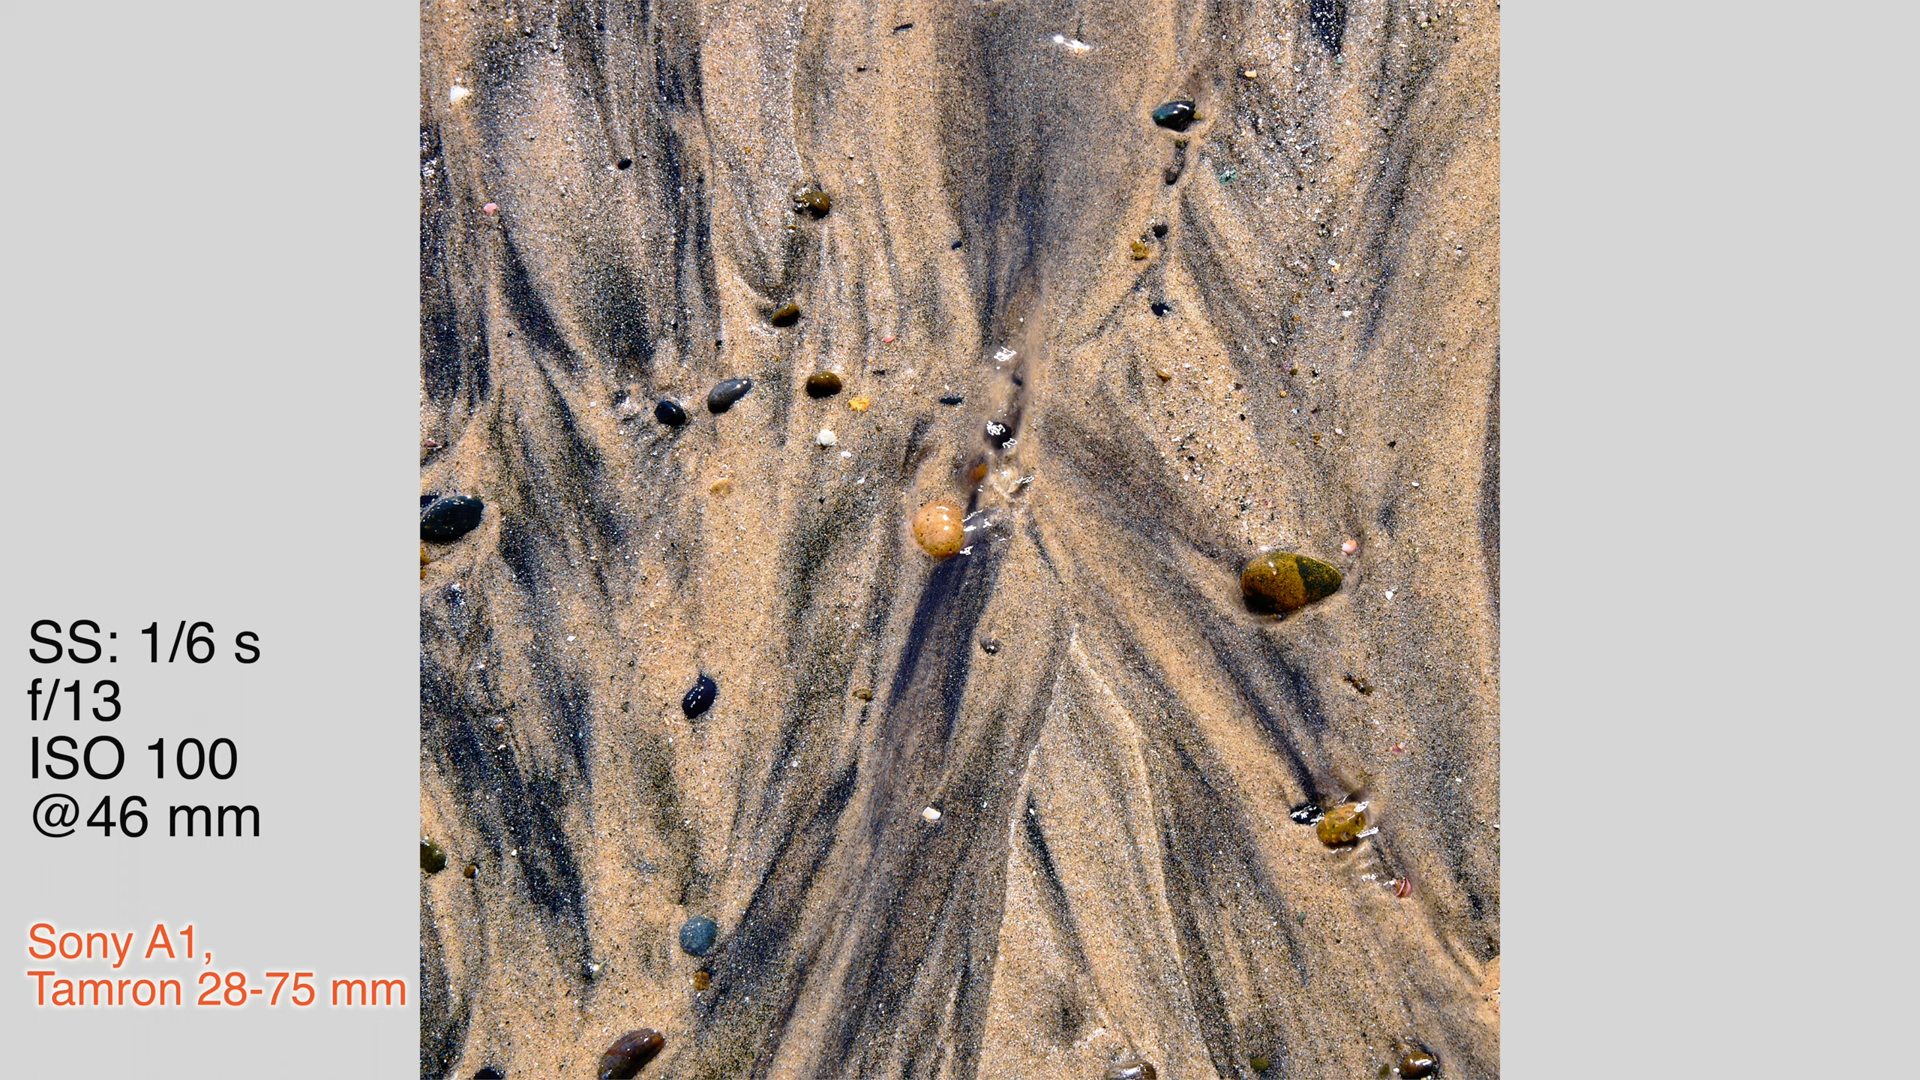 SS: 1/6 s
f/13
ISO 100
@46 mm
Sony A1,
Tamron 28-75 mm